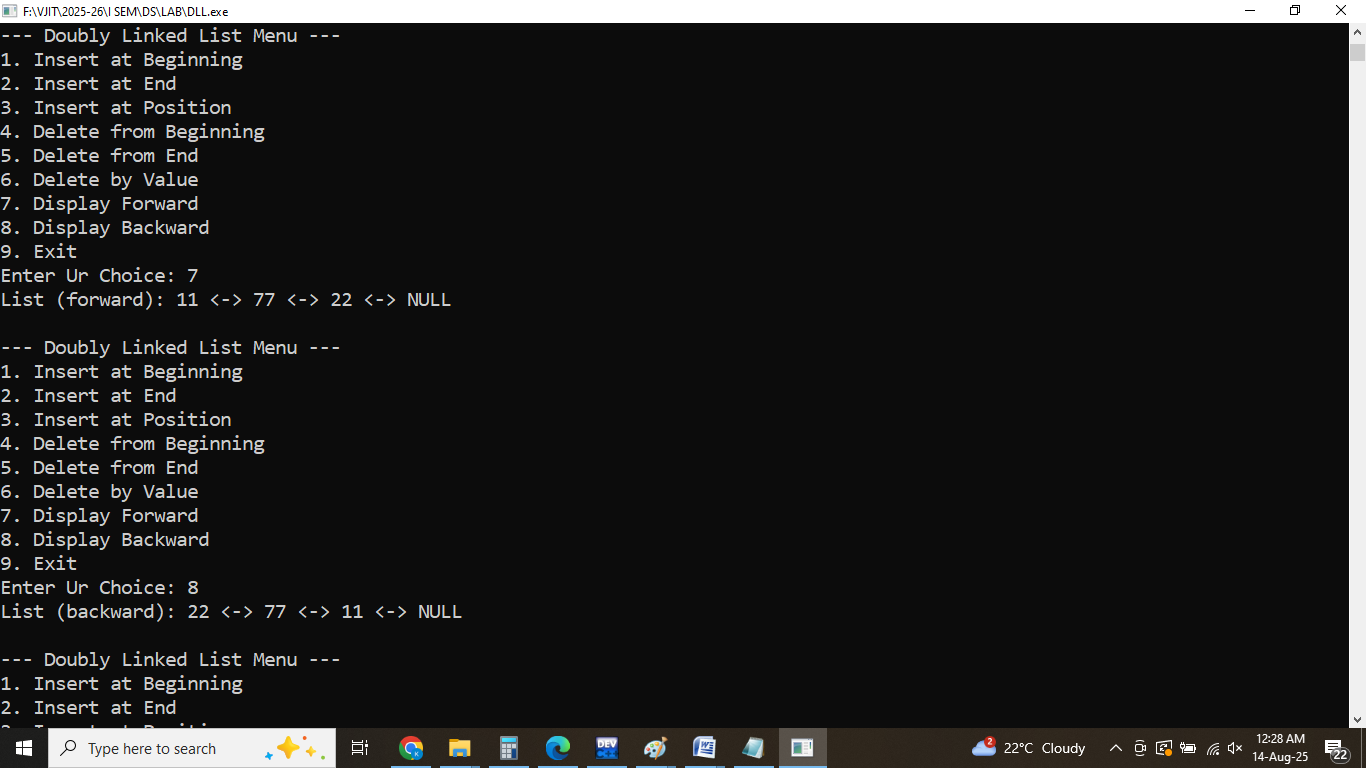 F:\VJIT\2025-26\I SEM\DS\LAB\DLL.exe
--- Doubly Linked List Menu ---
1. Insert at Beginning
2. Insert at End
3. Insert at Position
4. Delete from Beginning
5. Delete from End
6. Delete by Value
7. Display Forward
8. Display Backward
9. Exit
Enter Ur Choice: 7
List (forward): 11 <-> 77 <-> 22 <-> NULL
--- Doubly Linked List Menu ---
1. Insert at Beginning
2. Insert at End
3. Insert at Position
4. Delete from Beginning
5. Delete from End
6. Delete by Value
7. Display Forward
8. Display Backward
9. Exit
Enter Ur Choice: 8
List (backward): 22 <-> 77 <-> 11 <-> NULL
--- Doubly Linked List Menu ---
1. Insert at Beginning
2. Insert at End
Type here to search
DEV
2
22°C Cloudy
12:28 AM
14-Aug-25
22